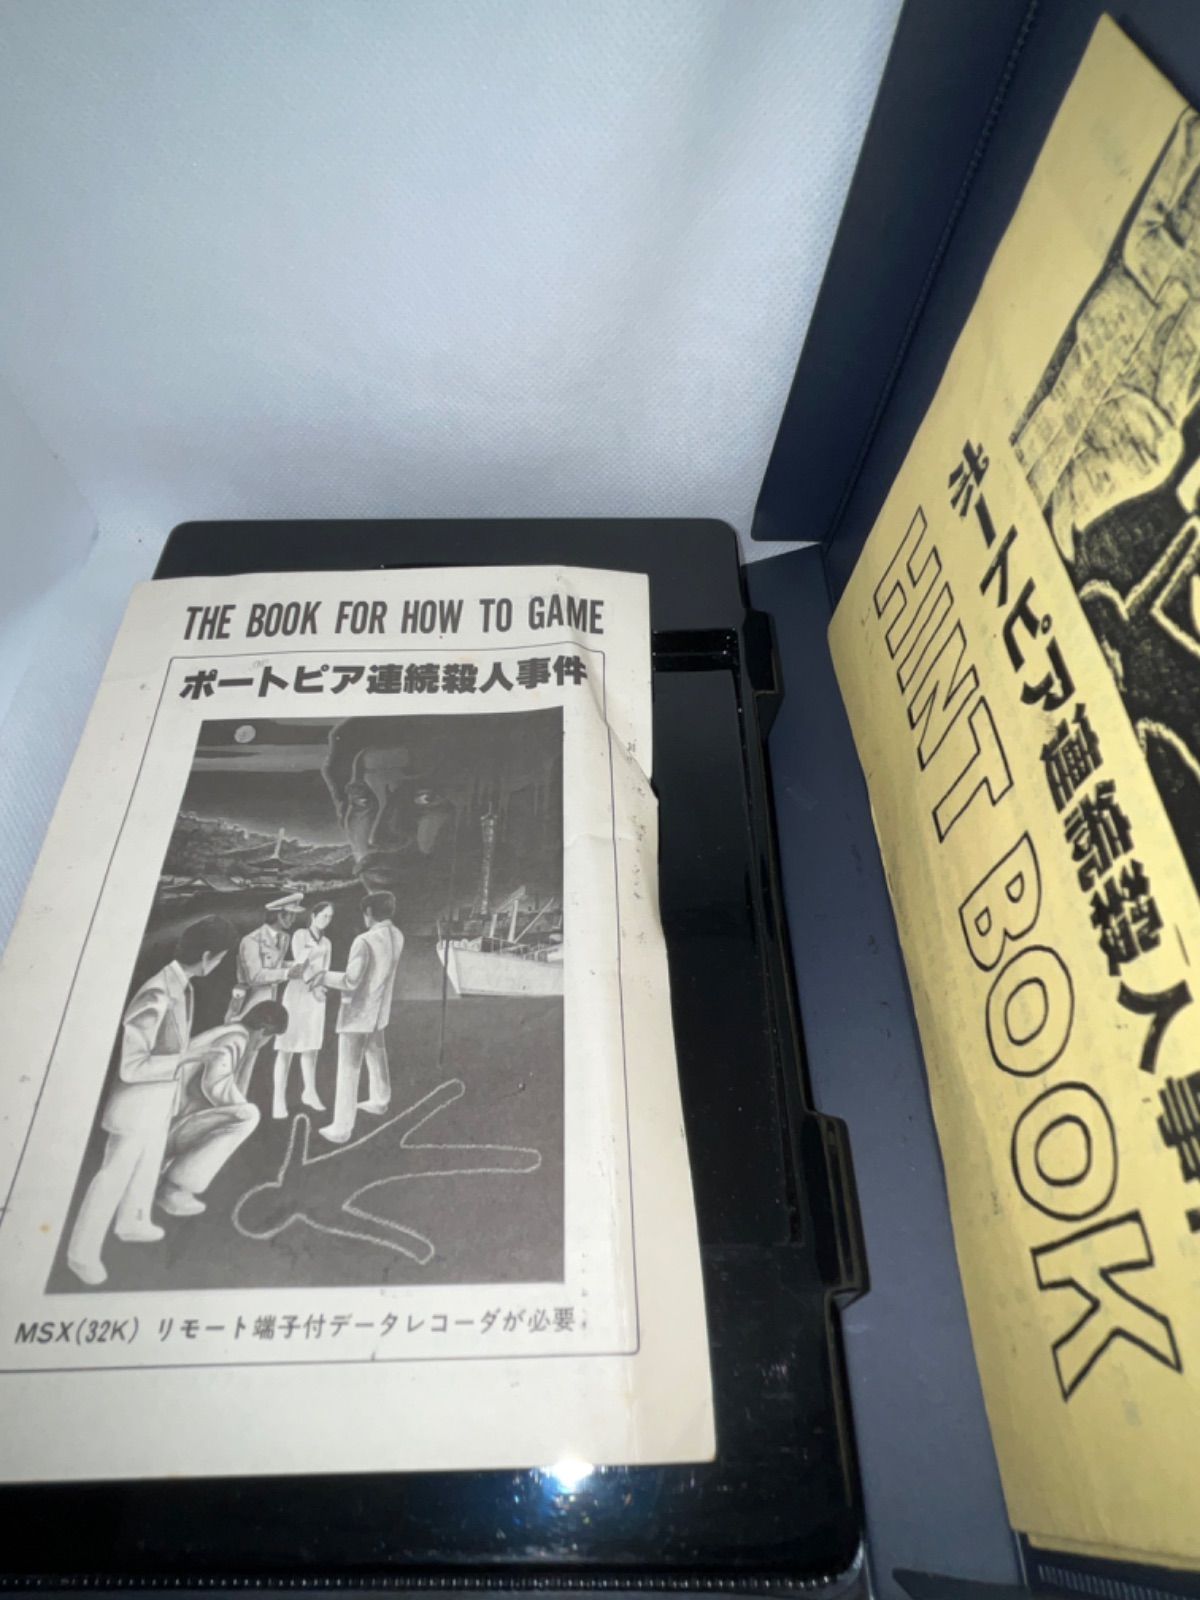 THE BOOK FOR HOW TO GAME
ポートピア連続殺人事件
MSX(32K) リモート端子付データレコーダが必要.
ポートピア連続殺人事
HINT BOOK